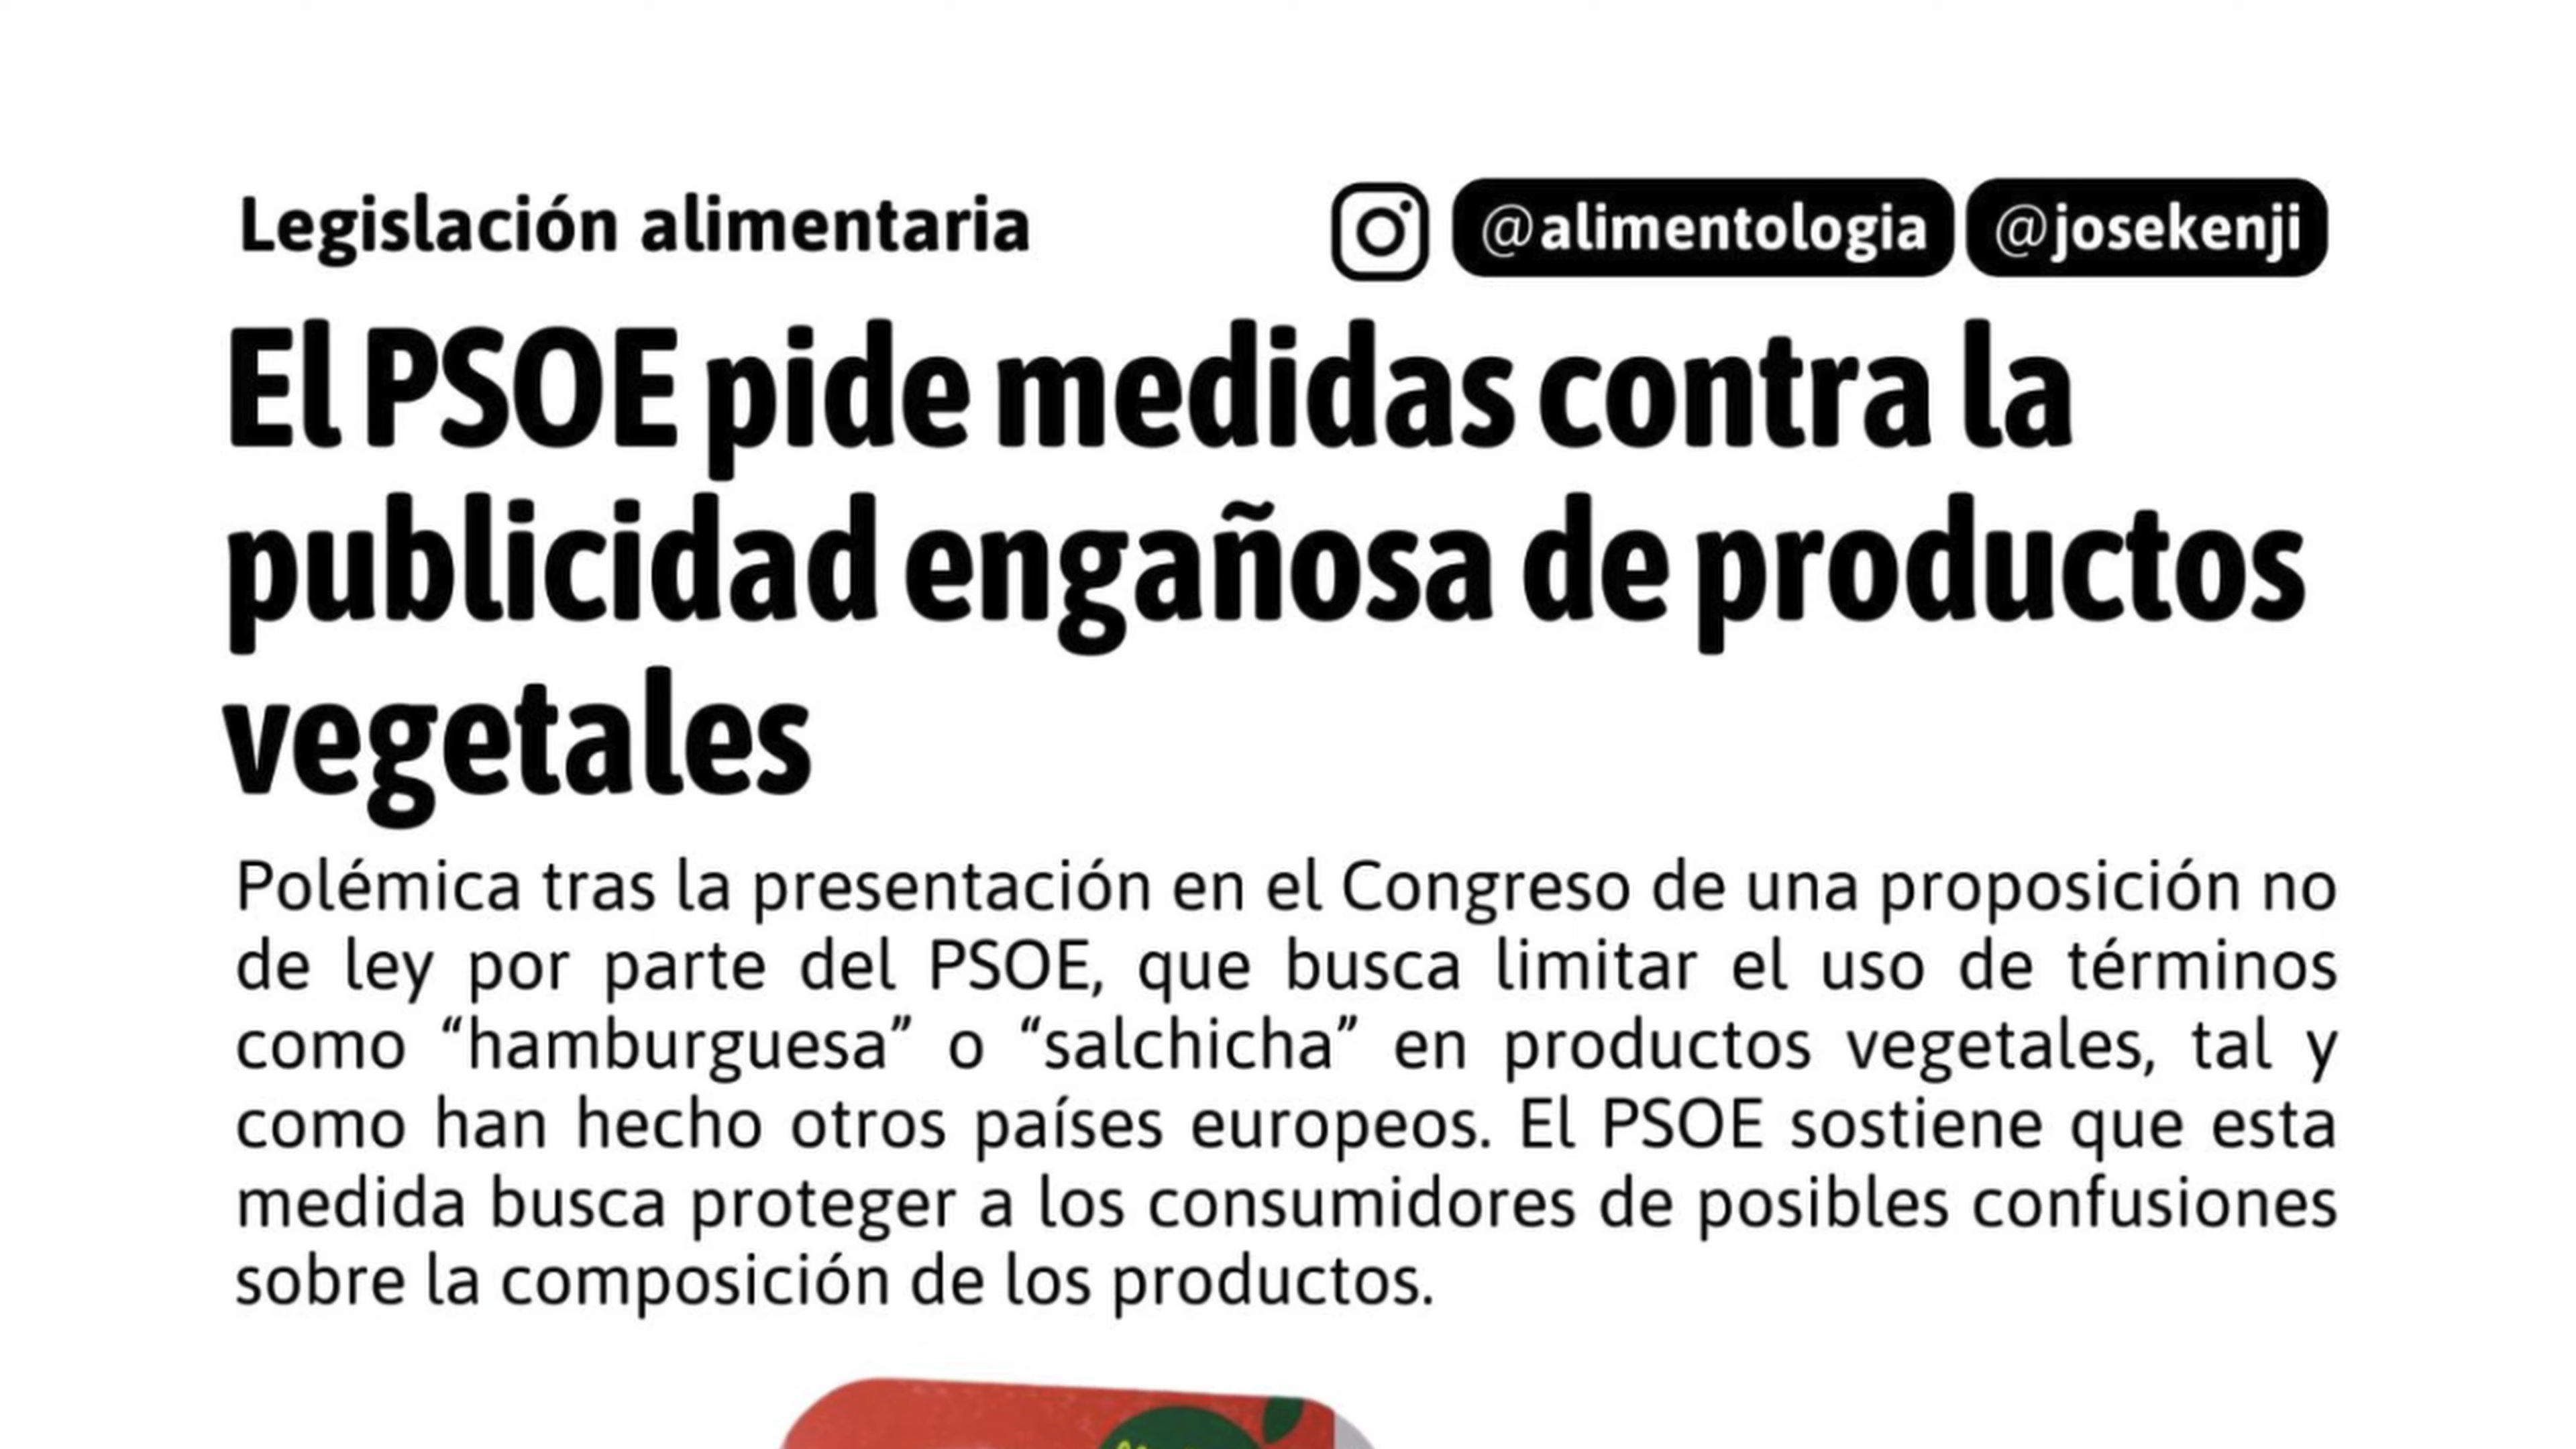 Legislación alimentaria
@alimentologia @josekenji
El PSOE pide medidas contra la
publicidad engañosa de productos
vegetales
Polémica tras la presentación en el Congreso de una proposición no
de ley por parte del PSOE, que busca limitar el uso de términos
como “hamburguesa” o “salchicha” en productos vegetales, tal y
como han hecho otros países europeos. El PSOE sostiene que esta
medida busca proteger a los consumidores de posibles confusiones
sobre la composición de los productos.